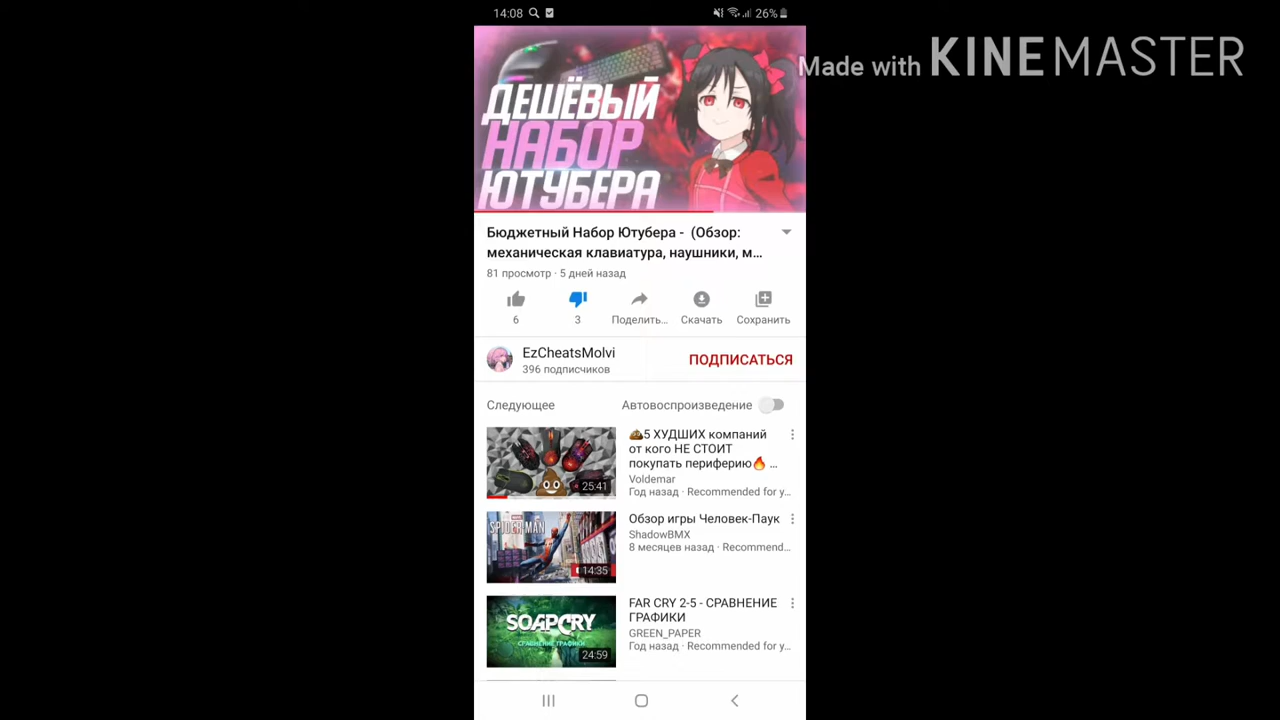 14:08
26%
Made with KINEMASTER
ДЕШЁВЫЙ
НАБОР
ЮТУБЕРА
Бюджетный Набор Ютубера - (Обзор:
механическая клавиатура, наушники, м...
81 просмотр · 5 дней назад
6
3
Поделить...
Скачать
Сохранить
EzCheatsMolvi
396 подписчиков
ПОДПИСАТЬСЯ
Следующее
Автовоспроизведение
💩5 ХУДШИХ компаний
от кого НЕ СТОИТ
покупать периферию🔥 ...
Voldemar
Год назад · Recommended for y...
25:41
Обзор игры Человек-Паук
ShadowBMX
8 месяцев назад · Recommend...
SPIDER-MAN
14:35
FAR CRY 2-5 - СРАВНЕНИЕ
ГРАФИКИ
GREEN_PAPER
Год назад · Recommended for y...
SOAPCRY
СРАВНЕНИЕ ГРАФИКИ
24:59